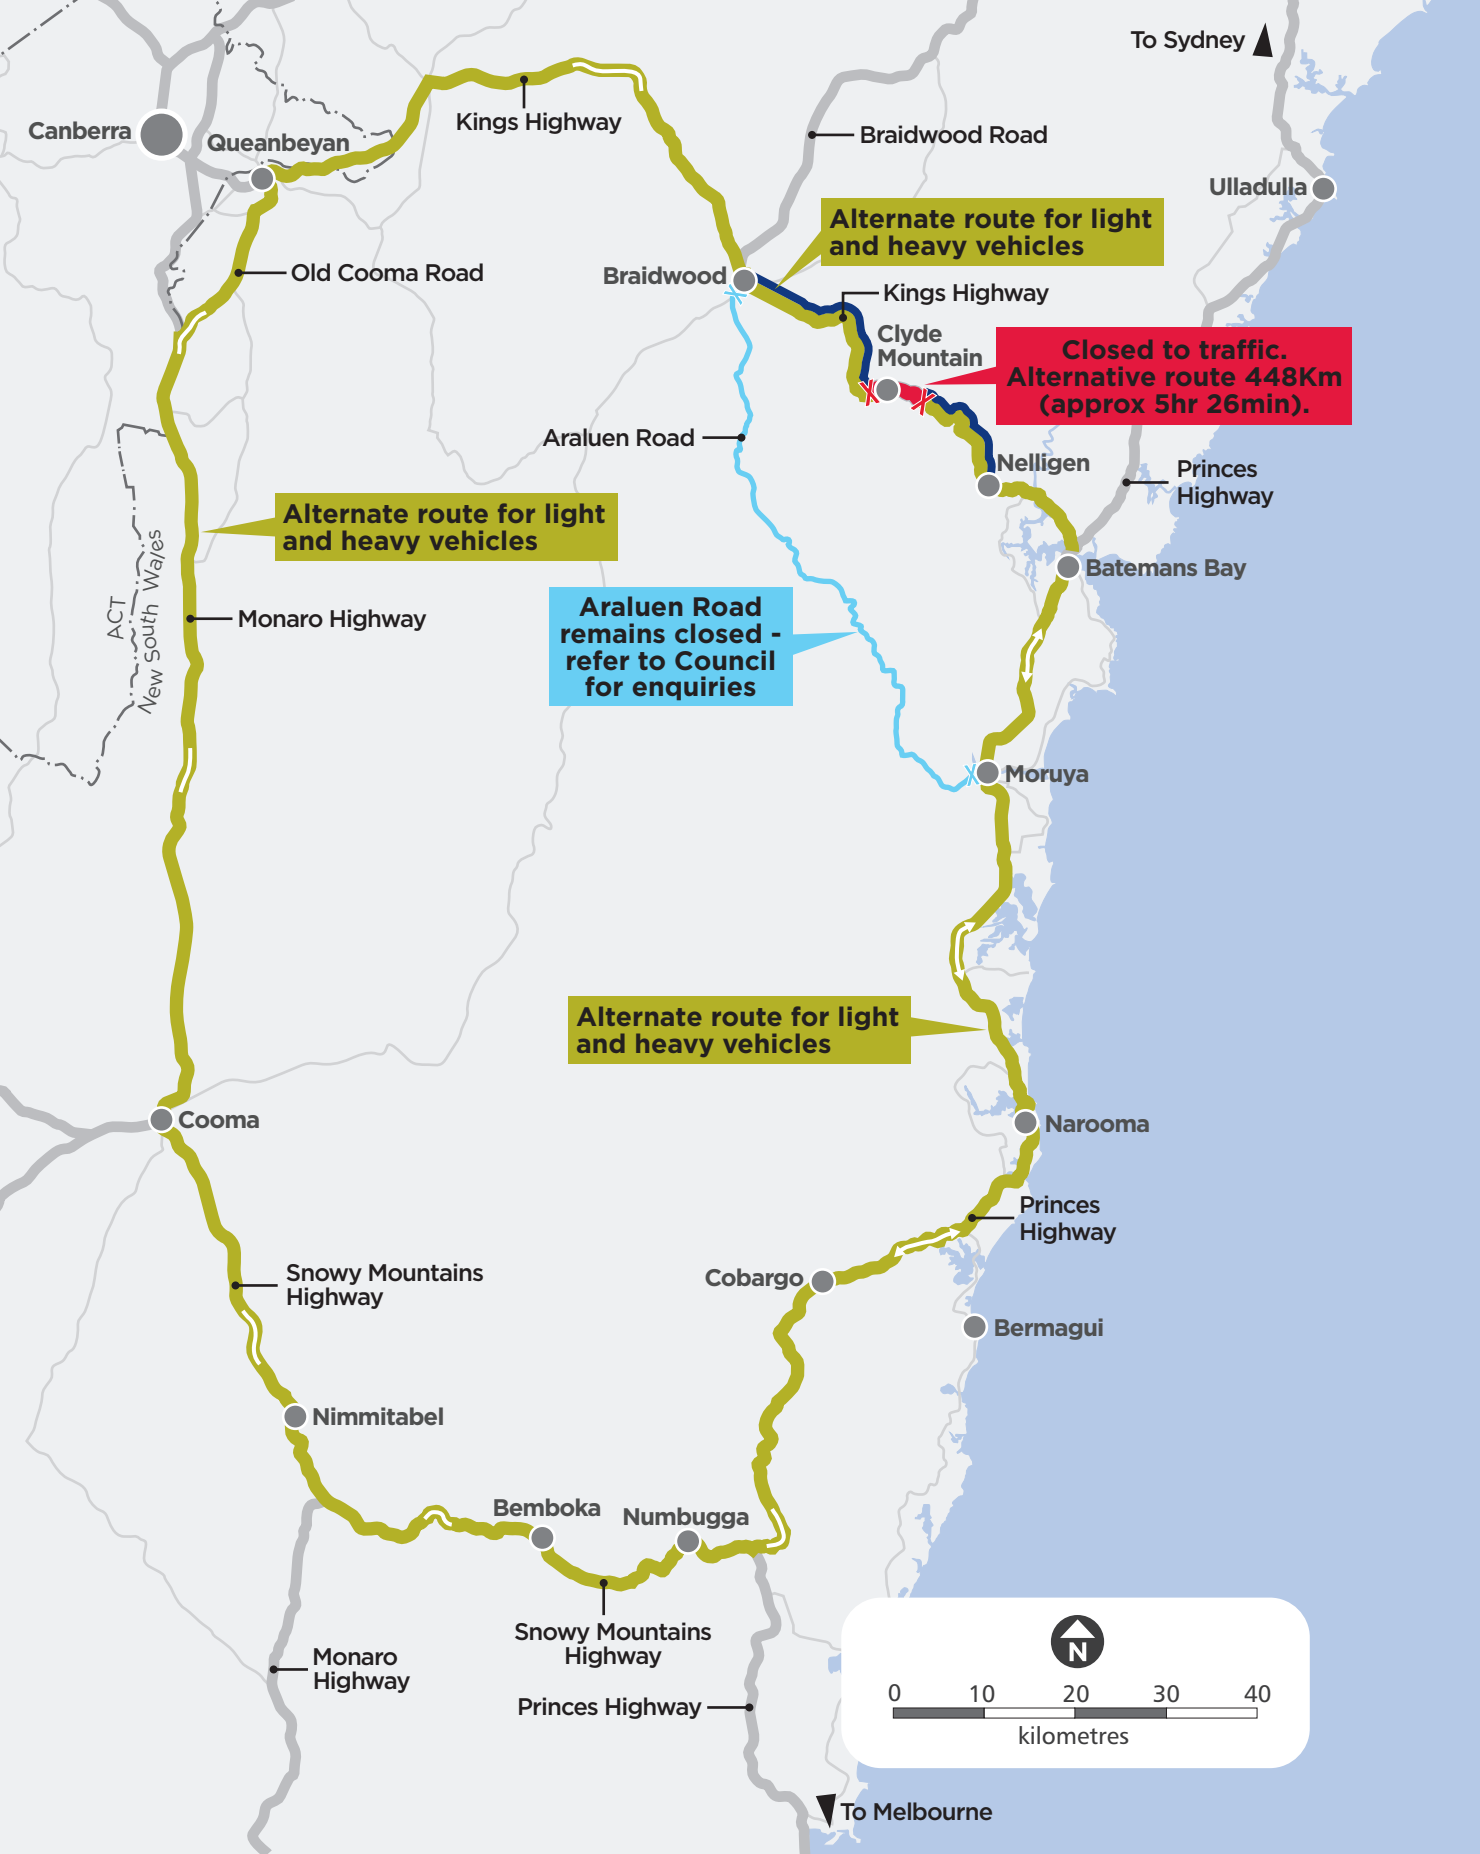 To Sydney
Canberra
Queanbeyan
Kings Highway
Braidwood Road
Ulladulla
Alternate route for light
and heavy vehicles
Old Cooma Road
Braidwood
Kings Highway
Clyde
Mountain
Closed to traffic.
Alternative route 448Km
(approx 5hr 26min).
Araluen Road
Nelligen
Princes
Highway
Alternate route for light
and heavy vehicles
ACT
New South Wales
Batemans Bay
Monaro Highway
Araluen Road
remains closed -
refer to Council
for enquiries
Moruya
Alternate route for light
and heavy vehicles
Cooma
Narooma
Princes
Highway
Snowy Mountains
Highway
Cobargo
Bermagui
Nimmitabel
Bemboka
Numbugga
Snowy Mountains
Highway
Monaro
Highway
Princes Highway
N
0 10 20 30 40
kilometres
To Melbourne